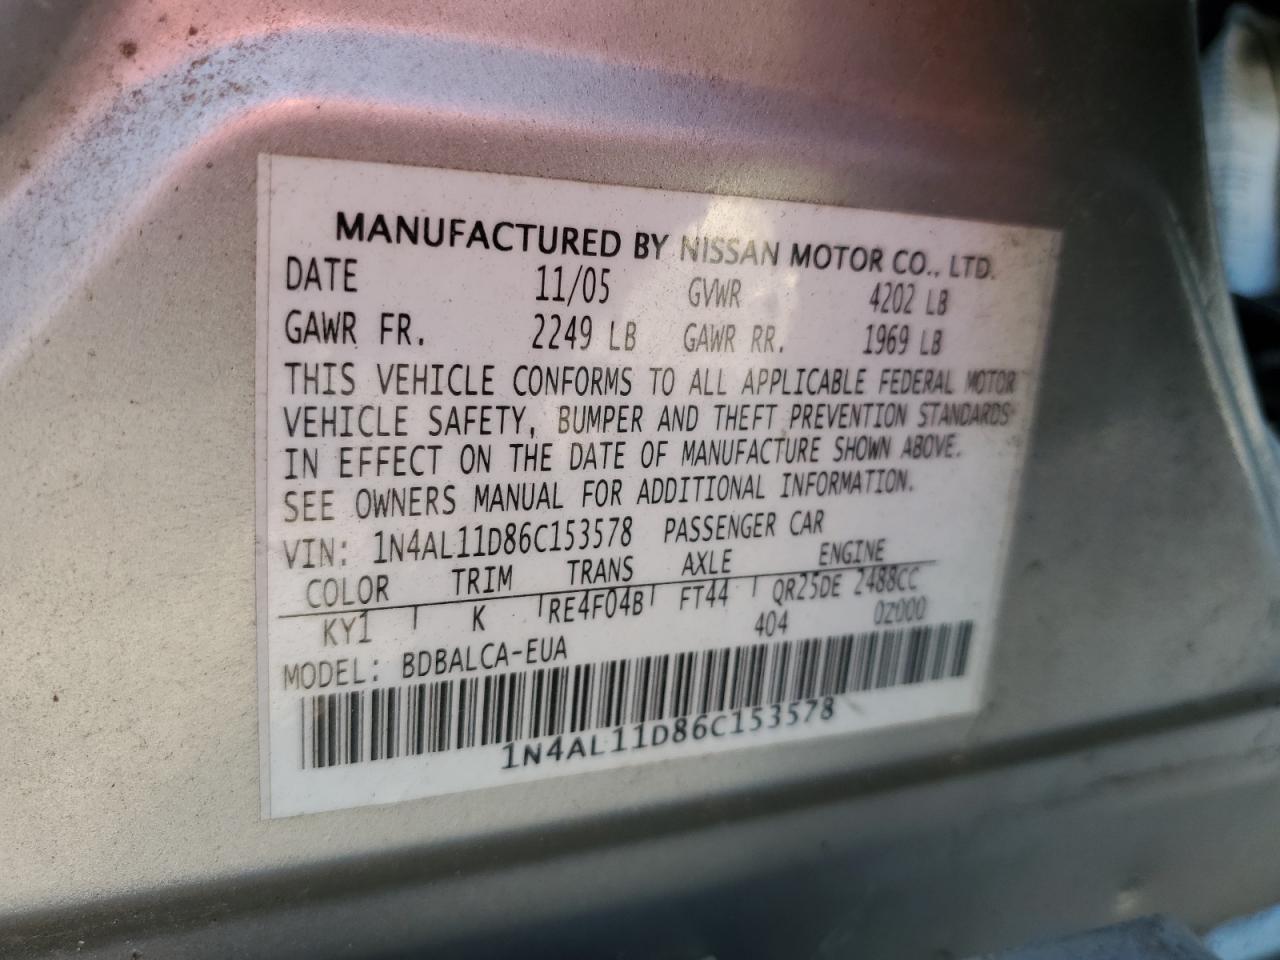 MANUFACTURED BY NISSAN MOTOR CO., LTD.
DATE 11/05 GVWR 4202 LB
GAWR FR. 2249 LB GAWR RR. 1969 LB
THIS VEHICLE CONFORMS TO ALL APPLICABLE FEDERAL MOTOR
VEHICLE SAFETY, BUMPER AND THEFT PREVENTION STANDARDS
IN EFFECT ON THE DATE OF MANUFACTURE SHOWN ABOVE.
SEE OWNERS MANUAL FOR ADDITIONAL INFORMATION.
VIN: 1N4AL11D86C153578 PASSENGER CAR
COLOR TRIM TRANS AXLE ENGINE
KY1 K RE4F04B FT44 QR25DE 2488CC
MODEL: BDBALCA-EUA 404 0Z000
1N4AL11D86C153578